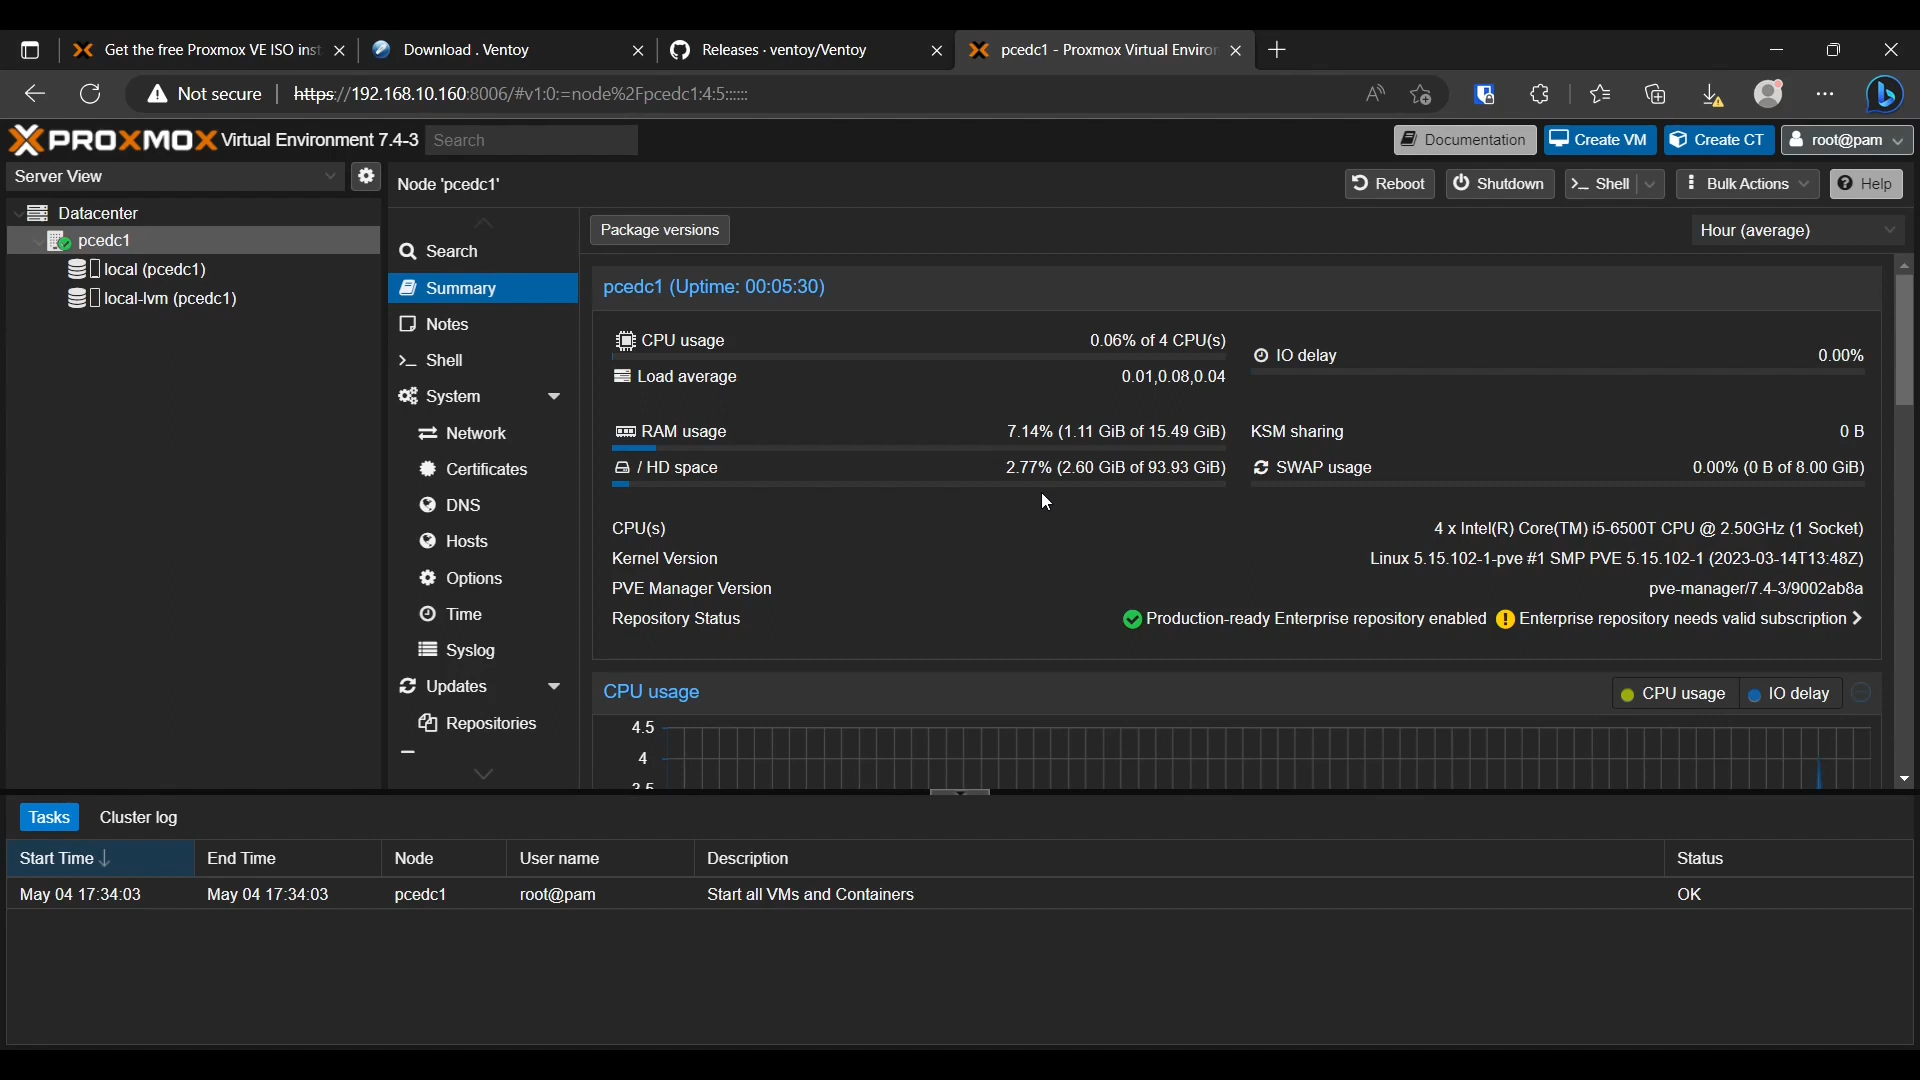 Get the free Proxmox VE ISO inst
Download . Ventoy
Releases · ventoy/Ventoy
pcedc1 - Proxmox Virtual Enviror
Not secure
https://192.168.10.160:8006/#v1:0:=node%2Fpcedc1:4:5::::::
PROXMOX Virtual Environment 7.4-3
Search
Documentation
Create VM
Create CT
root@pam
Server View
Node 'pcedc1'
Reboot
Shutdown
Shell
Bulk Actions
Help
Datacenter
pcedc1
local (pcedc1)
local-lvm (pcedc1)
Search
Summary
Notes
Shell
System
Network
Certificates
DNS
Hosts
Options
Time
Syslog
Updates
Repositories
Package versions
Hour (average)
pcedc1 (Uptime: 00:05:30)
CPU usage 0.06% of 4 CPU(s)
IO delay 0.00%
Load average 0.01,0.08,0.04
RAM usage 7.14% (1.11 GiB of 15.49 GiB)
KSM sharing 0 B
/ HD space 2.77% (2.60 GiB of 93.93 GiB)
SWAP usage 0.00% (0 B of 8.00 GiB)
CPU(s) 4 x Intel(R) Core(TM) i5-6500T CPU @ 2.50GHz (1 Socket)
Kernel Version Linux 5.15.102-1-pve #1 SMP PVE 5.15.102-1 (2023-03-14T13:48Z)
PVE Manager Version pve-manager/7.4-3/9002ab8a
Repository Status Production-ready Enterprise repository enabled Enterprise repository needs valid subscription
CPU usage
CPU usage
IO delay
4.5
4
3.5
Tasks
Cluster log
Start Time End Time Node User name Description Status
May 04 17:34:03 May 04 17:34:03 pcedc1 root@pam Start all VMs and Containers OK